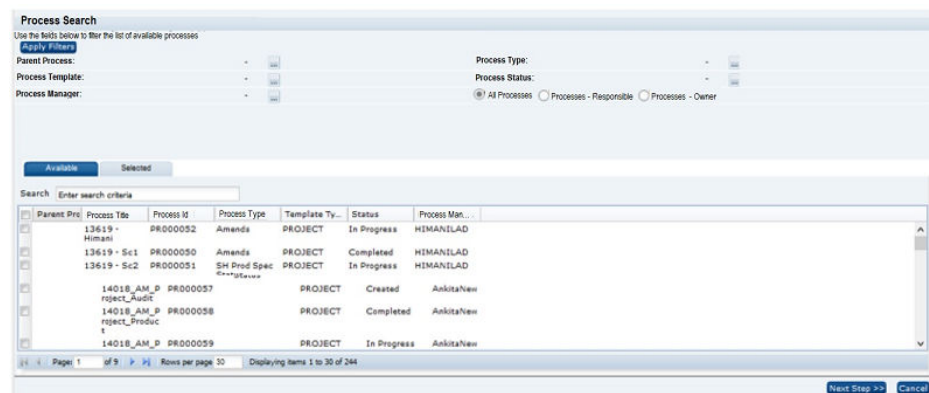 Process Search
Use the fields below to filter the list of available processes
Apply Filters
Parent Process: - ... Process Type: - ...
Process Template: - ... Process Status: - ...
Process Manager: - ... All Processes Processes - Responsible Processes - Owner
Available Selected
Search Enter search criteria
Parent Pro Process Title Process Id Process Type Template Ty... Status Process Man...
13619 - PR000052 Amends PROJECT In Progress HIMANILAD
Himani
13619 - Sc1 PR000050 Amends PROJECT Completed HIMANILAD
13619 - Sc2 PR000051 SH Prod Spec PROJECT In Progress HIMANILAD
14018_AM_P PR000057 PROJECT Created AnkitaNew
roject_Audit
14018_AM_P PR000058 PROJECT Completed AnkitaNew
roject_Produc
t
14018_AM_P PR000059 PROJECT In Progress AnkitaNew
Page: 1 of 9 Rows per page 30 Displaying items 1 to 30 of 244
Next Step >> Cancel